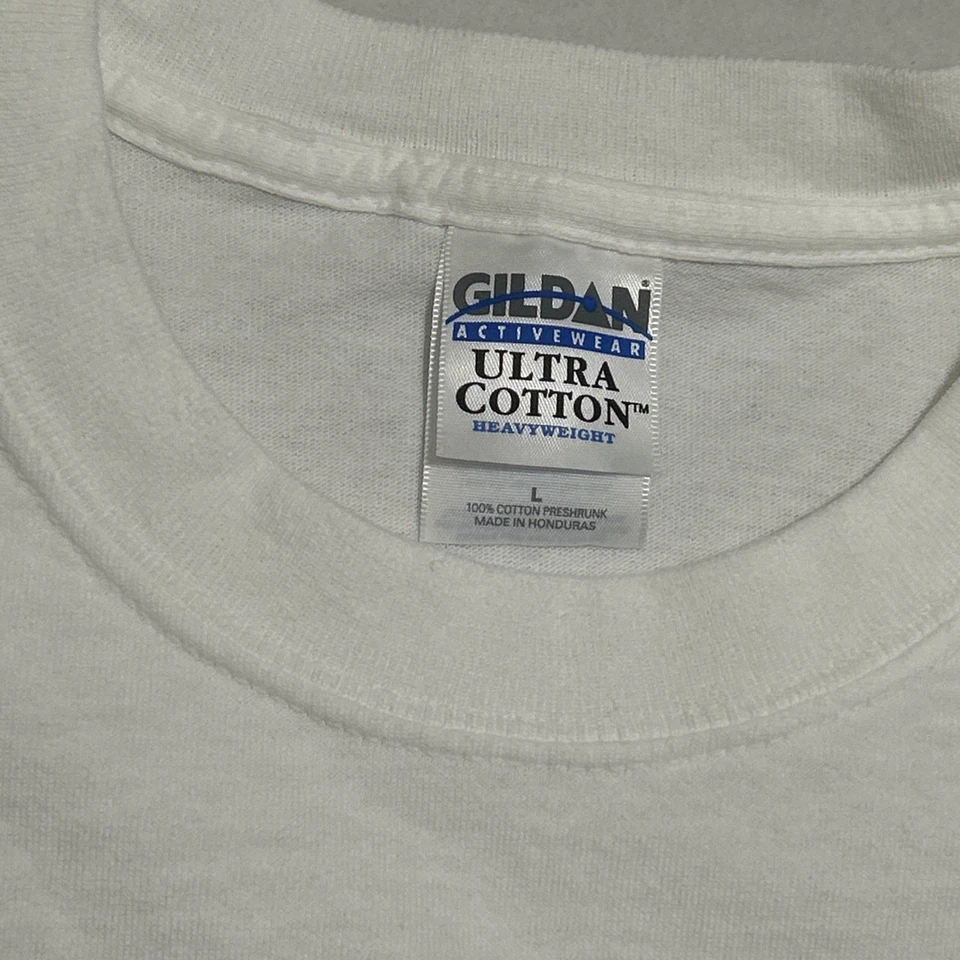 GILDAN®
ACTIVEWEAR
ULTRA
COTTON™
HEAVYWEIGHT
L
100% COTTON PRESHRUNK
MADE IN HONDURAS